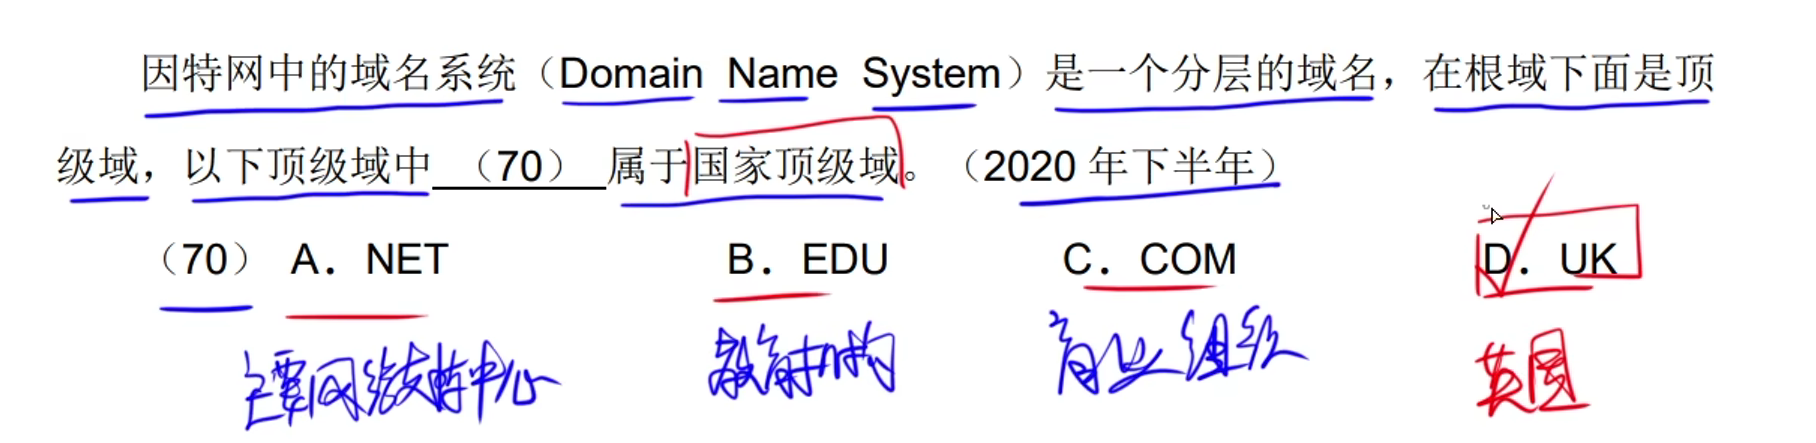 因特网中的域名系统（Domain Name System）是一个分层的域名，在根域下面是顶
级域，以下顶级域中（70）属于国家顶级域。（2020 年下半年）
（70） A．NET B．EDU C．COM D．UK
主要网络支持中心 教育机构 商业组织 英国